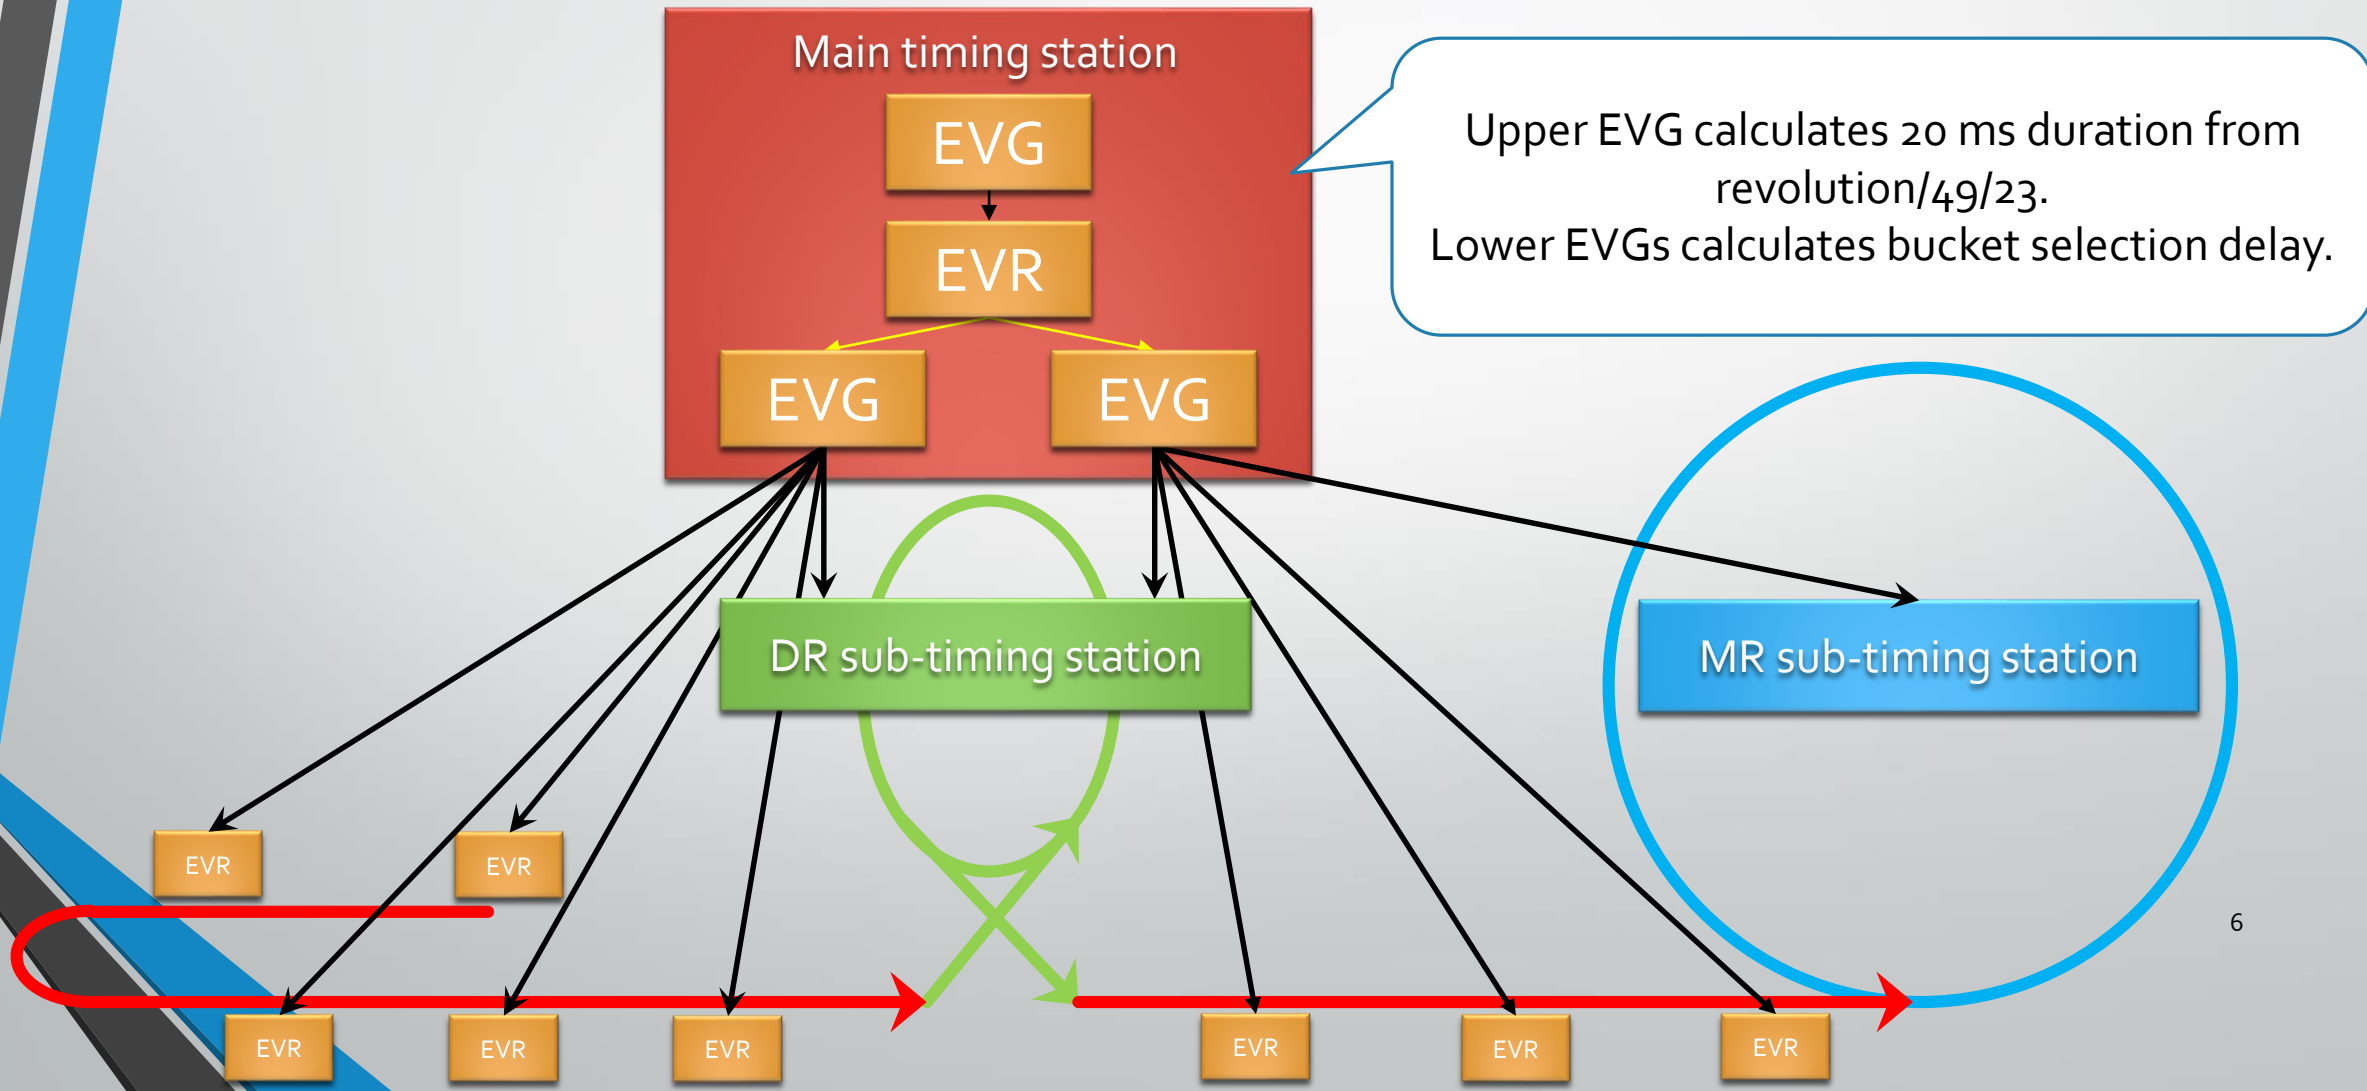 Main timing station
EVG
EVR
EVG
EVG
Upper EVG calculates 20 ms duration from
revolution/49/23.
Lower EVGs calculates bucket selection delay.
DR sub-timing station
MR sub-timing station
EVR
EVR
6
EVR
EVR
EVR
EVR
EVR
EVR